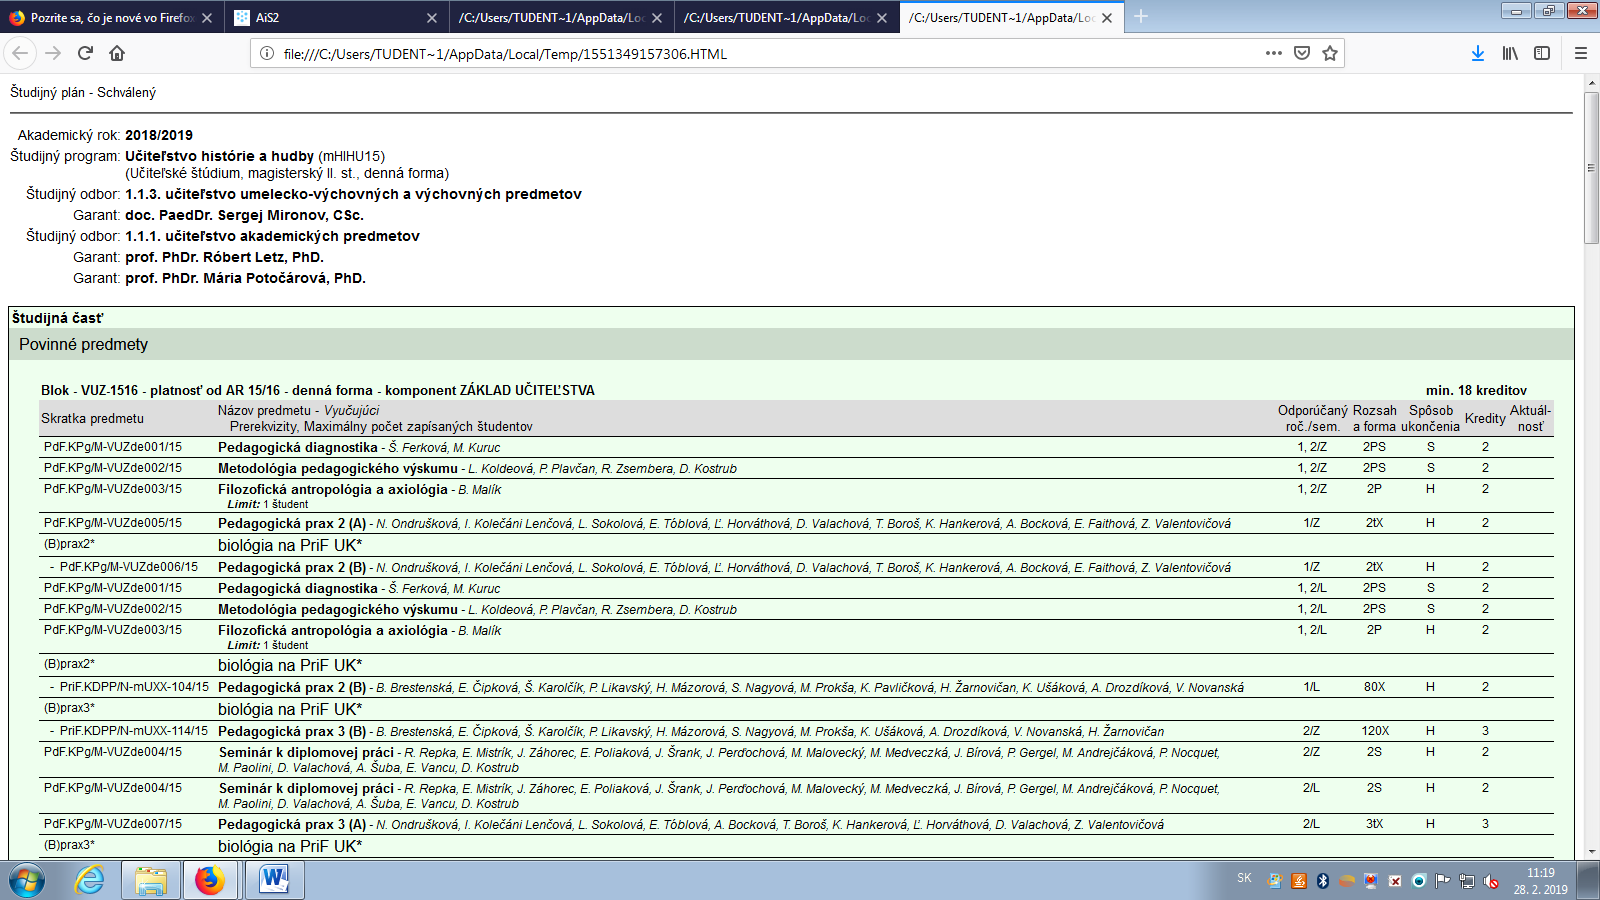 Pozrite sa, čo je nové vo Firefox
AiS2
/C:/Users/TUDENT~1/AppData/Loc
/C:/Users/TUDENT~1/AppData/Loc
/C:/Users/TUDENT~1/AppData/Loc
file:///C:/Users/TUDENT~1/AppData/Local/Temp/1551349157306.HTML
Študijný plán - Schválený
Akademický rok: 2018/2019
Študijný program: Učiteľstvo histórie a hudby (mHIHU15)
(Učiteľské štúdium, magisterský II. st., denná forma)
Študijný odbor: 1.1.3. učiteľstvo umelecko-výchovných a výchovných predmetov
Garant: doc. PaedDr. Sergej Mironov, CSc.
Študijný odbor: 1.1.1. učiteľstvo akademických predmetov
Garant: prof. PhDr. Róbert Letz, PhD.
Garant: prof. PhDr. Mária Potočárová, PhD.
Študijná časť
Povinné predmety
Blok - VUZ-1516 - platnosť od AR 15/16 - denná forma - komponent ZÁKLAD UČITEĽSTVA min. 18 kreditov
Skratka predmetu
Názov predmetu - Vyučujúci
Prerekvizity, Maximálny počet zapísaných študentov
Odporúčaný
roč./sem.
Rozsah
a forma
Spôsob
ukončenia
Kredity
Aktuál-
nosť
PdF.KPg/M-VUZde001/15 Pedagogická diagnostika - Š. Ferková, M. Kuruc 1, 2/Z 2PS S 2
PdF.KPg/M-VUZde002/15 Metodológia pedagogického výskumu - L. Koldeová, P. Plavčan, R. Zsembera, D. Kostrub 1, 2/Z 2PS S 2
PdF.KPg/M-VUZde003/15 Filozofická antropológia a axiológia - B. Malík 1, 2/Z 2P H 2
Limit: 1 študent
PdF.KPg/M-VUZde005/15 Pedagogická prax 2 (A) - N. Ondrušková, I. Kolečáni Lenčová, L. Sokolová, E. Tóblová, Ľ. Horváthová, D. Valachová, T. Boroš, K. Hankerová, A. Bocková, E. Faithová, Z. Valentovičová 1/Z 2tX H 2
(B)prax2* biológia na PriF UK*
- PdF.KPg/M-VUZde006/15 Pedagogická prax 2 (B) - N. Ondrušková, I. Kolečáni Lenčová, L. Sokolová, E. Tóblová, Ľ. Horváthová, D. Valachová, T. Boroš, K. Hankerová, A. Bocková, E. Faithová, Z. Valentovičová 1/Z 2tX H 2
PdF.KPg/M-VUZde001/15 Pedagogická diagnostika - Š. Ferková, M. Kuruc 1, 2/L 2PS S 2
PdF.KPg/M-VUZde002/15 Metodológia pedagogického výskumu - L. Koldeová, P. Plavčan, R. Zsembera, D. Kostrub 1, 2/L 2PS S 2
PdF.KPg/M-VUZde003/15 Filozofická antropológia a axiológia - B. Malík 1, 2/L 2P H 2
Limit: 1 študent
(B)prax2* biológia na PriF UK*
- PriF.KDPP/N-mUXX-104/15 Pedagogická prax 2 (B) - B. Brestenská, E. Čipková, Š. Karolčík, P. Likavský, H. Mázorová, S. Nagyová, M. Prokša, K. Pavličková, H. Žarnovičan, K. Ušáková, A. Drozdíková, V. Novanská 1/L 80X H 2
(B)prax3* biológia na PriF UK*
- PriF.KDPP/N-mUXX-114/15 Pedagogická prax 3 (B) - B. Brestenská, E. Čipková, Š. Karolčík, P. Likavský, H. Mázorová, S. Nagyová, M. Prokša, K. Ušáková, A. Drozdíková, V. Novanská, H. Žarnovičan 2/Z 120X H 3
PdF.KPg/M-VUZde004/15 Seminár k diplomovej práci - R. Repka, E. Mistrík, J. Záhorec, E. Poliaková, J. Šrank, J. Perďochová, M. Malovecký, M. Medveczká, J. Bírová, P. Gergel, M. Andrejčáková, P. Nocquet, 2/Z 2S H 2
M. Paolini, D. Valachová, A. Šuba, E. Vancu, D. Kostrub
PdF.KPg/M-VUZde004/15 Seminár k diplomovej práci - R. Repka, E. Mistrík, J. Záhorec, E. Poliaková, J. Šrank, J. Perďochová, M. Malovecký, M. Medveczká, J. Bírová, P. Gergel, M. Andrejčáková, P. Nocquet, 2/L 2S H 2
M. Paolini, D. Valachová, A. Šuba, E. Vancu, D. Kostrub
PdF.KPg/M-VUZde007/15 Pedagogická prax 3 (A) - N. Ondrušková, I. Kolečáni Lenčová, L. Sokolová, E. Tóblová, A. Bocková, T. Boroš, K. Hankerová, Ľ. Horváthová, D. Valachová, Z. Valentovičová 2/L 3tX H 3
(B)prax3* biológia na PriF UK*
SK
11:19
28. 2. 2019